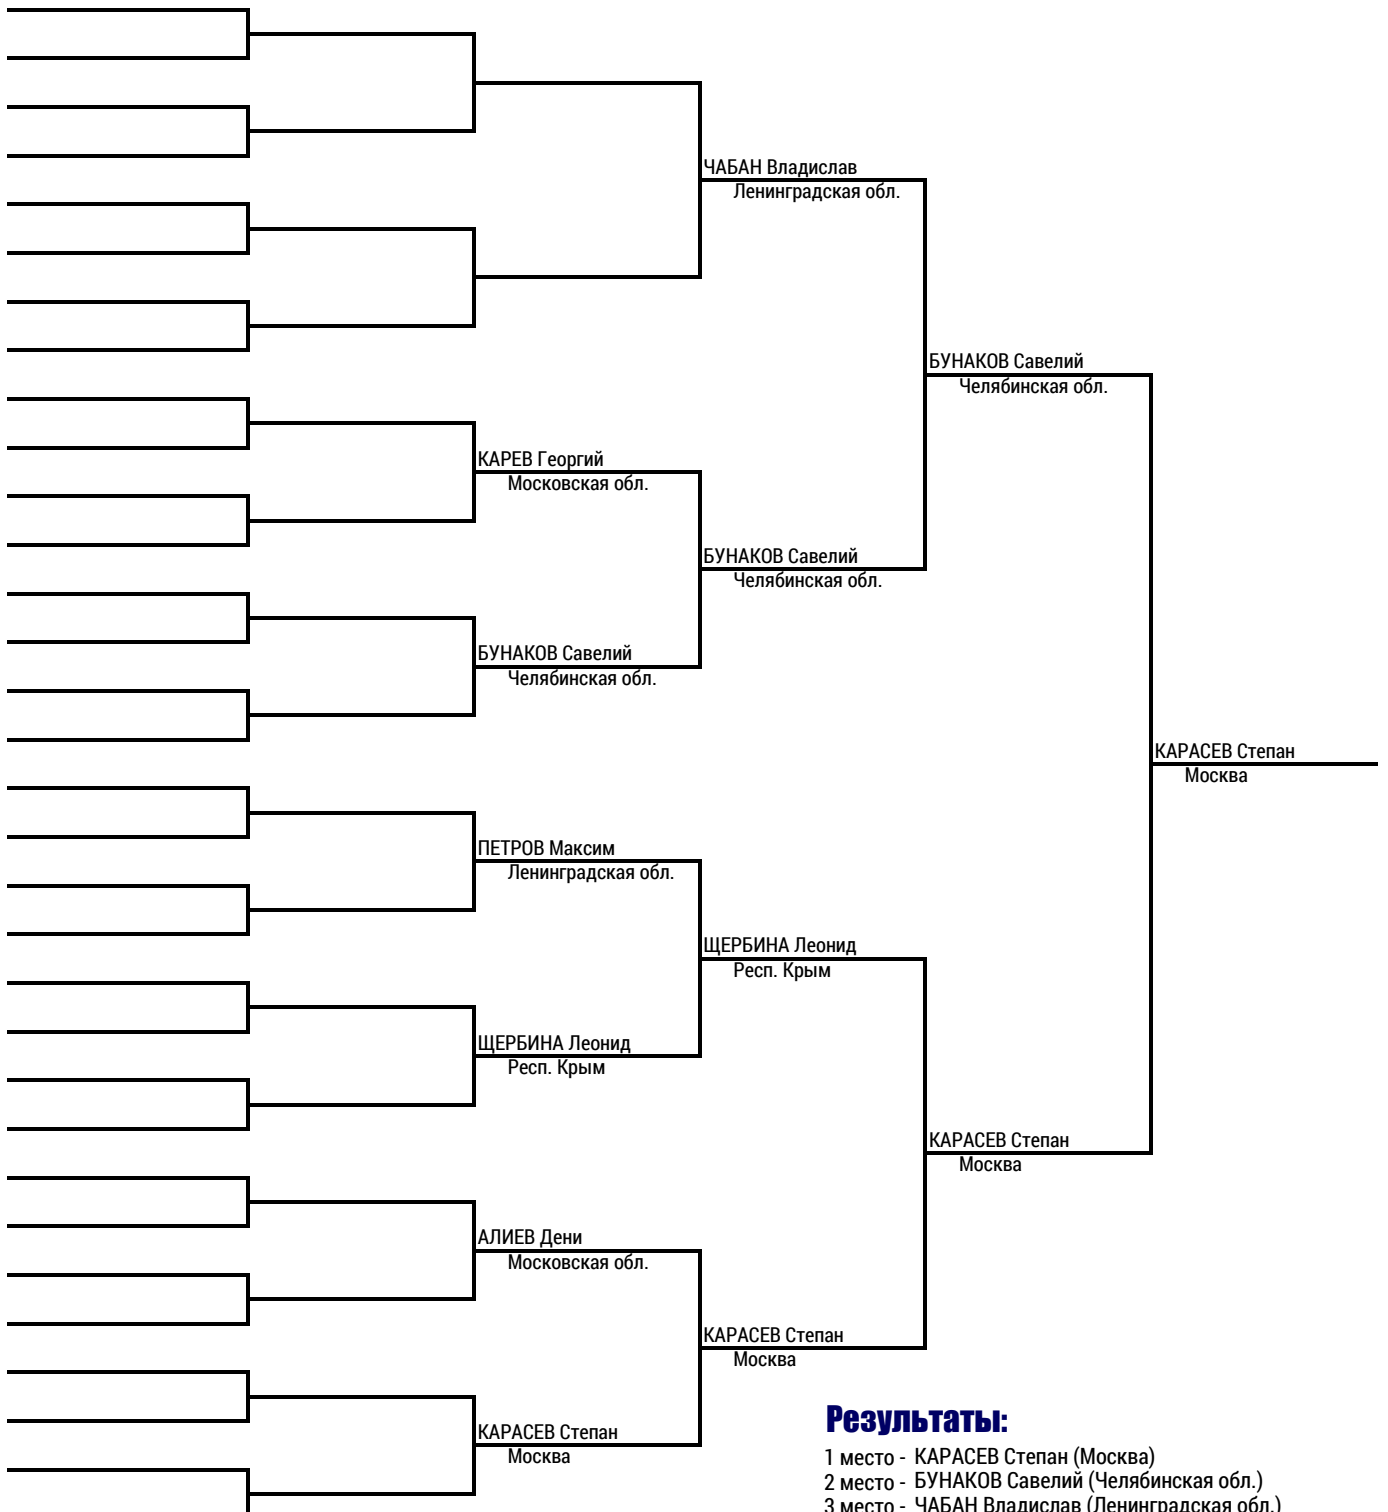 ЧАБАН Владислав
Ленинградская обл.
БУНАКОВ Савелий
Челябинская обл.
КАРЕВ Георгий
Московская обл.
БУНАКОВ Савелий
Челябинская обл.
БУНАКОВ Савелий
Челябинская обл.
КАРАСЕВ Степан
Москва
ПЕТРОВ Максим
Ленинградская обл.
ЩЕРБИНА Леонид
Респ. Крым
ЩЕРБИНА Леонид
Респ. Крым
КАРАСЕВ Степан
Москва
АЛИЕВ Дени
Московская обл.
КАРАСЕВ Степан
Москва
КАРАСЕВ Степан
Москва
Результаты:
1 место - КАРАСЕВ Степан (Москва)
2 место - БУНАКОВ Савелий (Челябинская обл.)
3 место - ЧАБАН Владислав (Ленинградская обл.)